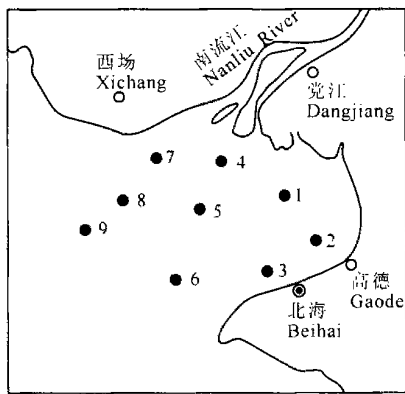 南流江
Nanliu River
西场
Xichang
党江
Dangjiang
7
4
1
8
5
9
2
6
3
高德
Gaode
北海
Beihai